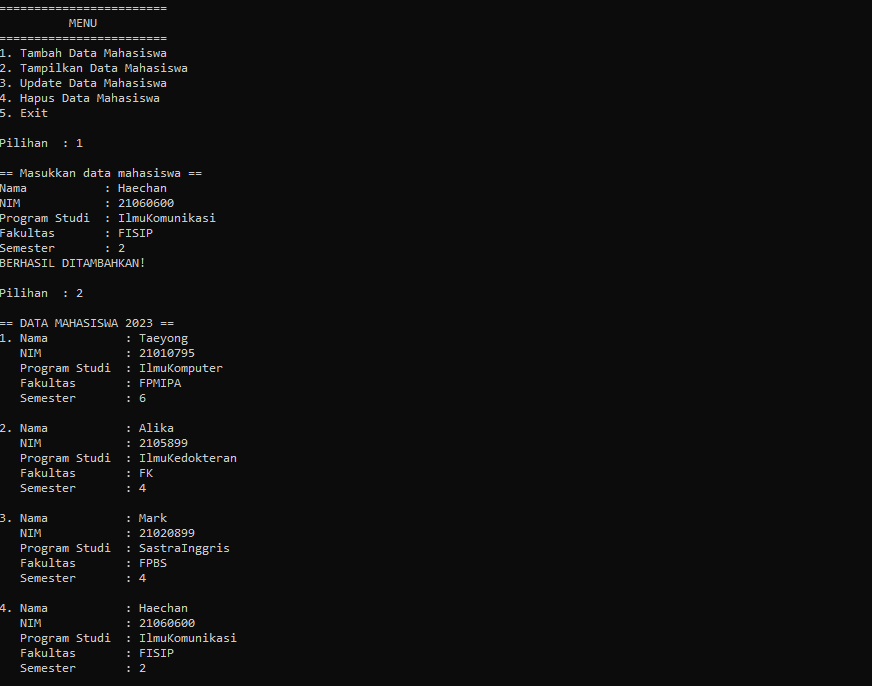 ========================
MENU
========================
1. Tambah Data Mahasiswa
2. Tampilkan Data Mahasiswa
3. Update Data Mahasiswa
4. Hapus Data Mahasiswa
5. Exit
Pilihan : 1
== Masukkan data mahasiswa ==
Nama : Haechan
NIM : 21060600
Program Studi : IlmuKomunikasi
Fakultas : FISIP
Semester : 2
BERHASIL DITAMBAHKAN!
Pilihan : 2
== DATA MAHASISWA 2023 ==
1. Nama : Taeyong
NIM : 21010795
Program Studi : IlmuKomputer
Fakultas : FPMIPA
Semester : 6
2. Nama : Alika
NIM : 2105899
Program Studi : IlmuKedokteran
Fakultas : FK
Semester : 4
3. Nama : Mark
NIM : 21020899
Program Studi : SastraInggris
Fakultas : FPBS
Semester : 4
4. Nama : Haechan
NIM : 21060600
Program Studi : IlmuKomunikasi
Fakultas : FISIP
Semester : 2